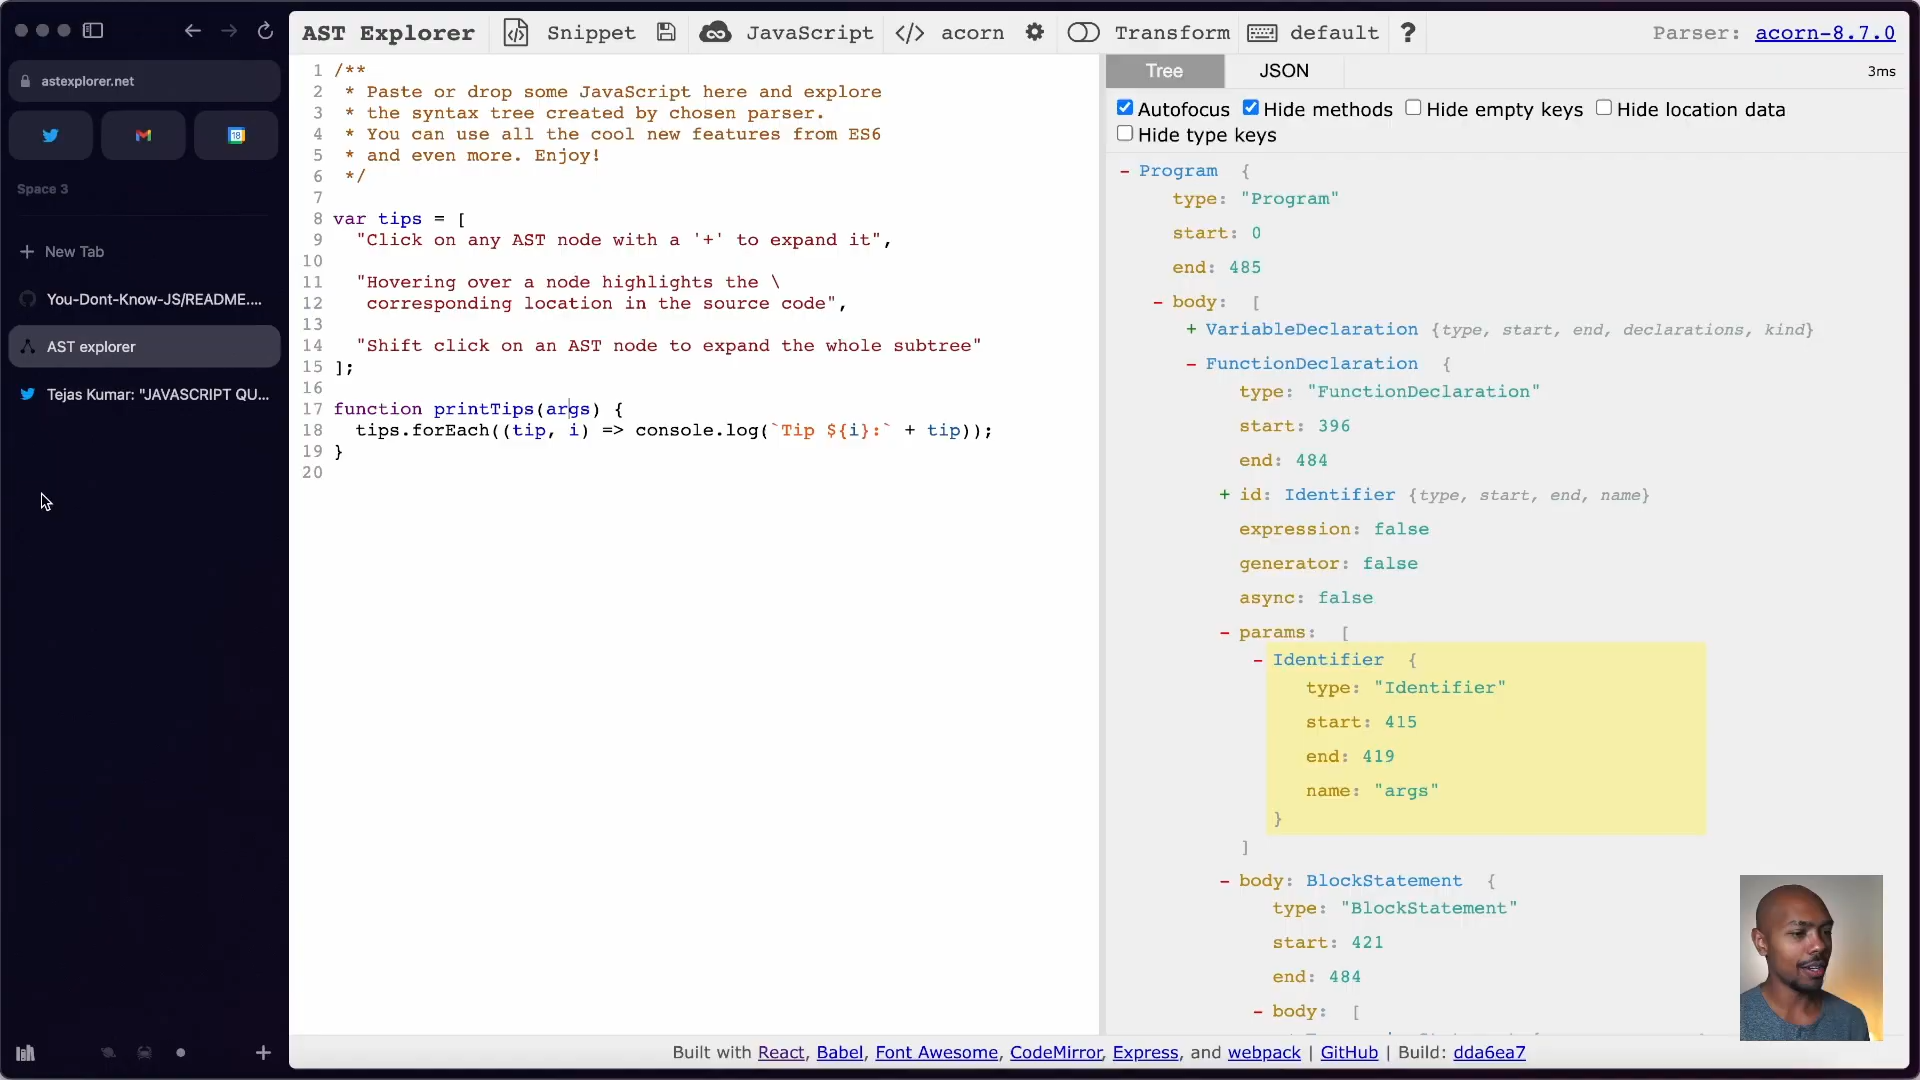 astexplorer.net
18
Space 3
+ New Tab
You-Dont-Know-JS/README....
AST explorer
Tejas Kumar: "JAVASCRIPT QU...
AST Explorer Snippet JavaScript </> acorn Transform default ? Parser: acorn-8.7.0
1 /**
2 * Paste or drop some JavaScript here and explore
3 * the syntax tree created by chosen parser.
4 * You can use all the cool new features from ES6
5 * and even more. Enjoy!
6 */
7
8 var tips = [
9 "Click on any AST node with a '+' to expand it",
10
11 "Hovering over a node highlights the \
12 corresponding location in the source code",
13
14 "Shift click on an AST node to expand the whole subtree"
15 ];
16
17 function printTips(args) {
18 tips.forEach((tip, i) => console.log(`Tip ${i}:` + tip));
19 }
20
Tree JSON 3ms
Autofocus Hide methods Hide empty keys Hide location data
Hide type keys
- Program {
type: "Program"
start: 0
end: 485
- body: [
+ VariableDeclaration {type, start, end, declarations, kind}
- FunctionDeclaration {
type: "FunctionDeclaration"
start: 396
end: 484
+ id: Identifier {type, start, end, name}
expression: false
generator: false
async: false
- params: [
- Identifier {
type: "Identifier"
start: 415
end: 419
name: "args"
}
]
- body: BlockStatement {
type: "BlockStatement"
start: 421
end: 484
- body: [
Built with React, Babel, Font Awesome, CodeMirror, Express, and webpack | GitHub | Build: dda6ea7